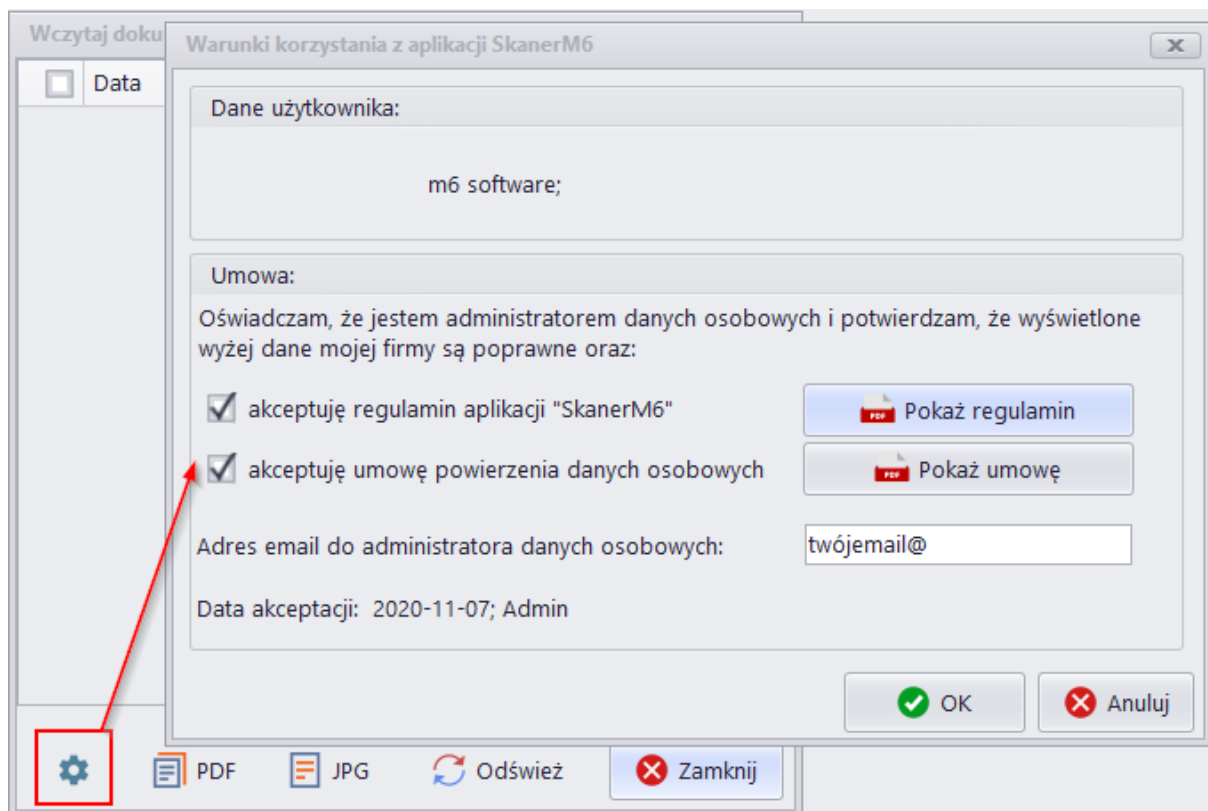 Wczytaj doku
Data
Warunki korzystania z aplikacji SkanerM6
Dane użytkownika:
m6 software;
Umowa:
Oświadczam, że jestem administratorem danych osobowych i potwierdzam, że wyświetlone
wyżej dane mojej firmy są poprawne oraz:
akceptuję regulamin aplikacji "SkanerM6"
PDF Pokaż regulamin
akceptuję umowę powierzenia danych osobowych
PDF Pokaż umowę
Adres email do administratora danych osobowych: twójemail@
Data akceptacji: 2020-11-07; Admin
OK Anuluj
PDF JPG Odśwież Zamknij